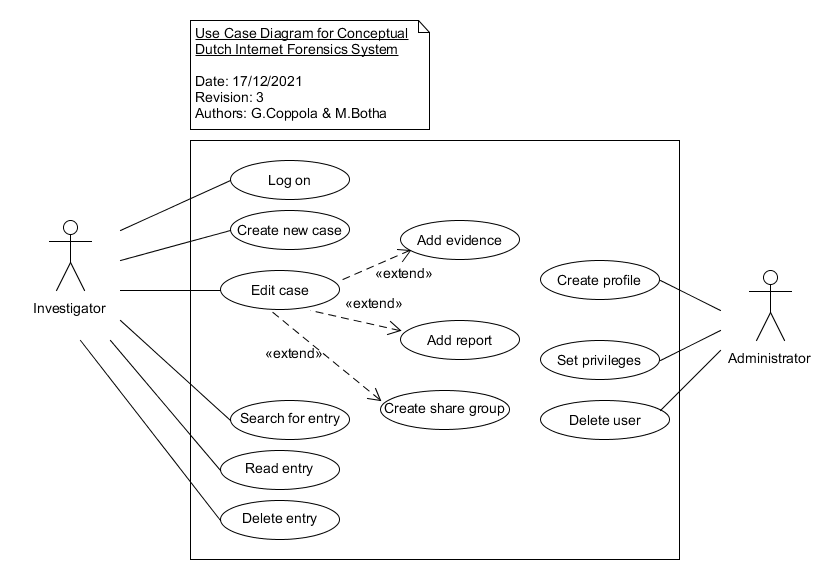 Use Case Diagram for Conceptual
Dutch Internet Forensics System
Date: 17/12/2021
Revision: 3
Authors: G.Coppola & M.Botha
Log on
Create new case
Add evidence
«extend»
Edit case
Create profile
Investigator
«extend»
Add report
«extend»
Set privileges
Administrator
Create share group
Search for entry
Delete user
Read entry
Delete entry